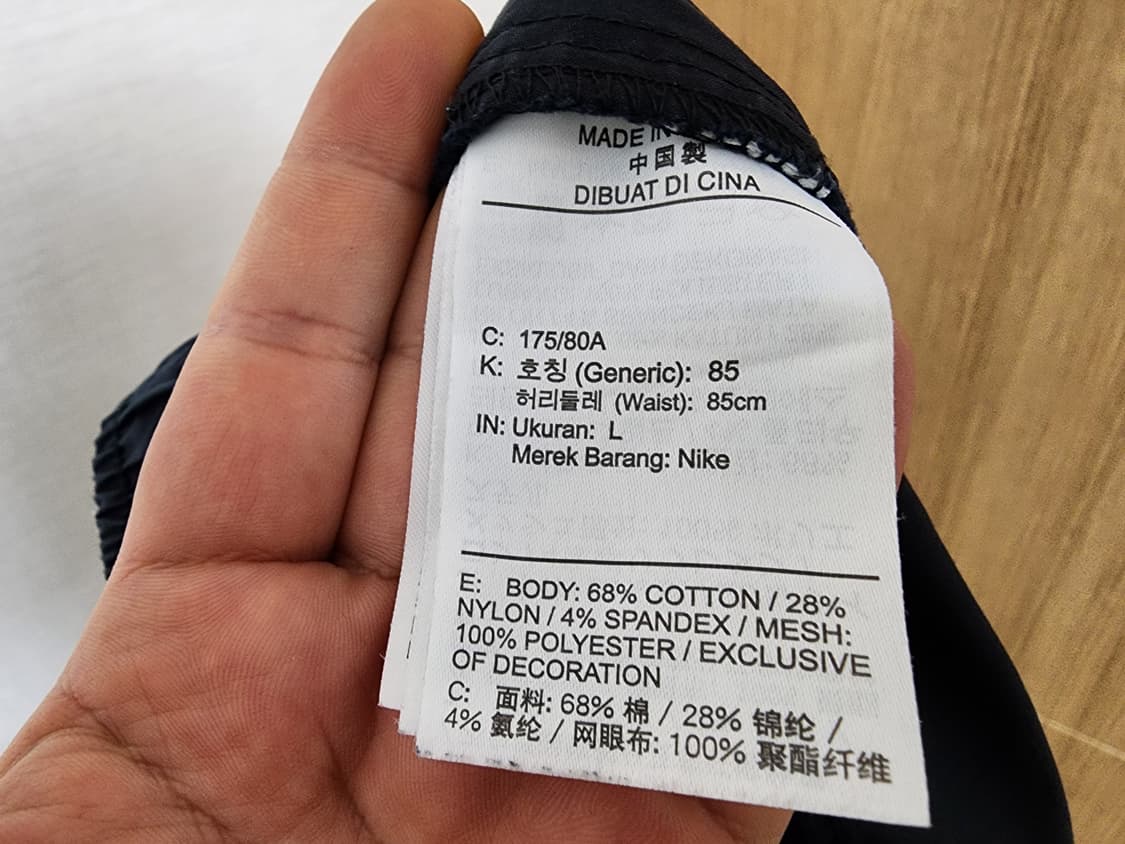 MADE IN
中国製
DIBUAT DI CINA
C: 175/80A
K: 호칭 (Generic): 85
허리둘레 (Waist): 85cm
IN: Ukuran: L
Merek Barang: Nike
E: BODY: 68% COTTON / 28%
NYLON / 4% SPANDEX / MESH:
100% POLYESTER / EXCLUSIVE
OF DECORATION
C: 面料: 68% 棉 / 28% 锦纶 /
4% 氨纶 / 网眼布: 100% 聚酯纤维